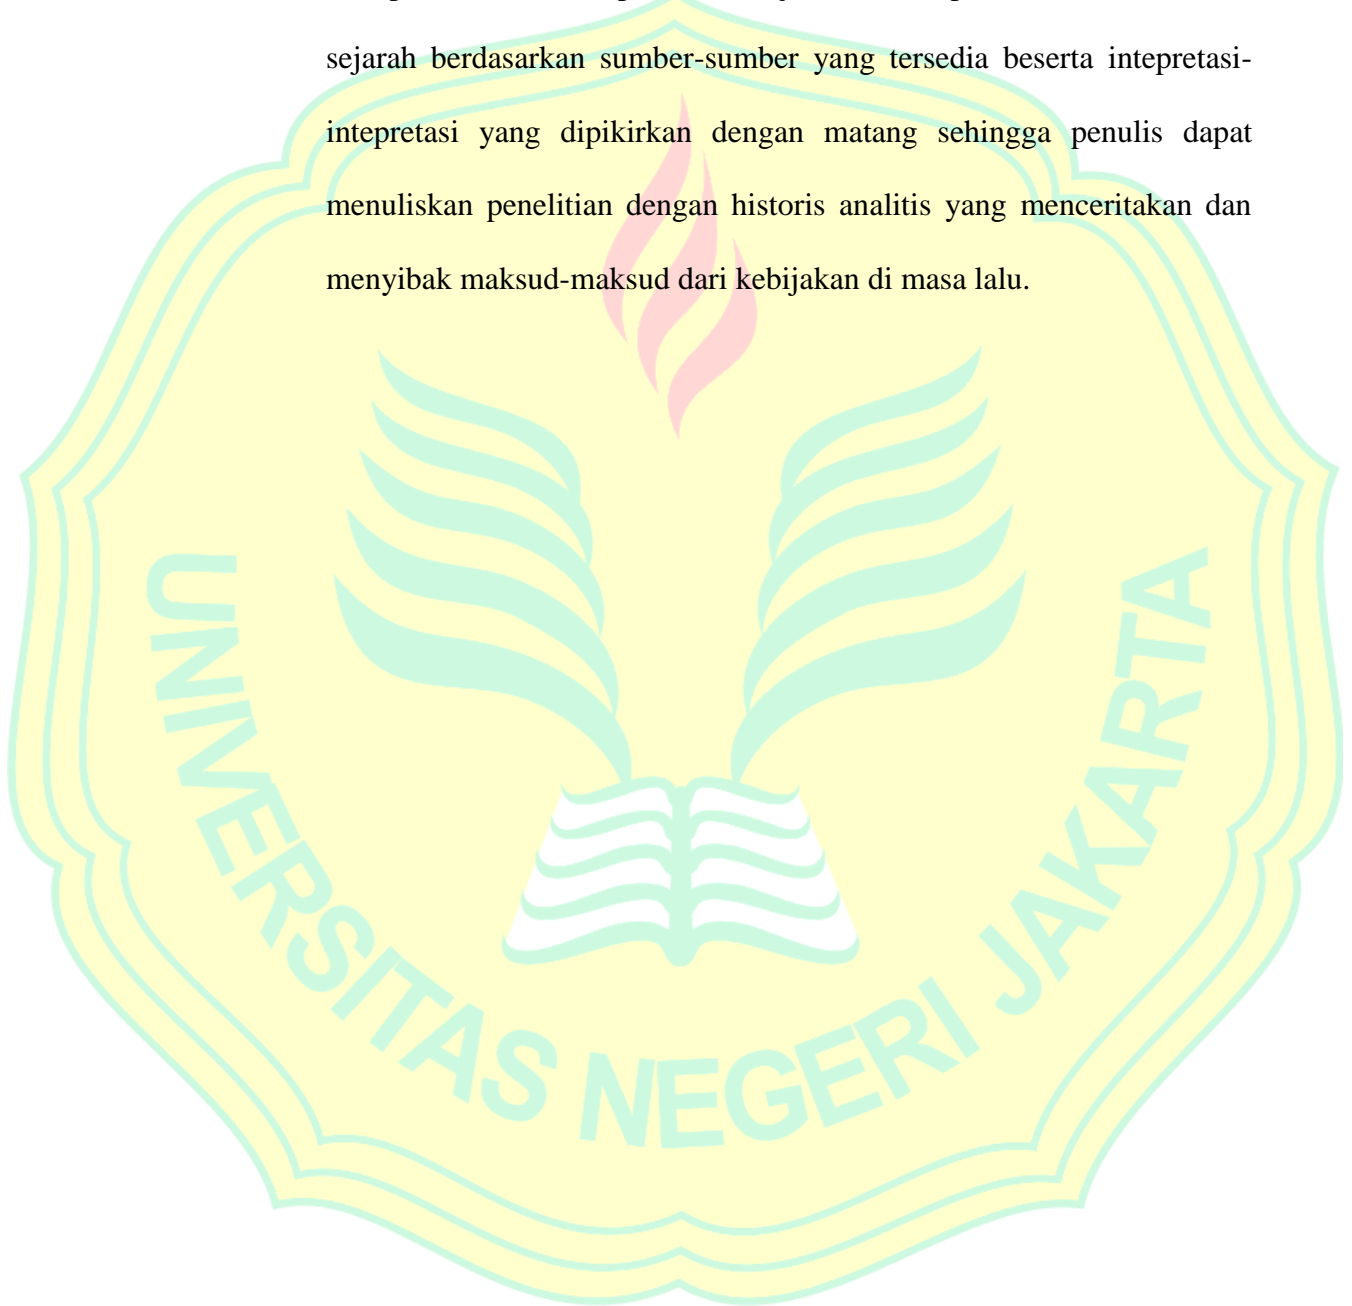 sejarah berdasarkan sumber-sumber yang tersedia beserta intepretasi-
intepretasi yang dipikirkan dengan matang sehingga penulis dapat
menuliskan penelitian dengan historis analitis yang menceritakan dan
menyibak maksud-maksud dari kebijakan di masa lalu.
UNIVERSITAS NEGERI JAKARTA